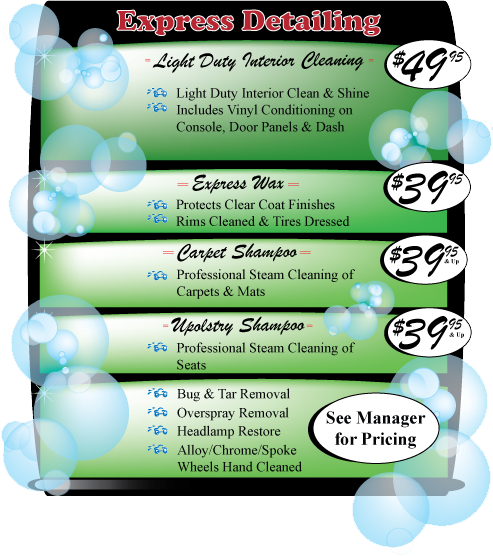 Express Detailing
- Light Duty Interior Cleaning -
$49.95
Light Duty Interior Clean & Shine
Includes Vinyl Conditioning on
Console, Door Panels & Dash
= Express Wax =
$39.95
Protects Clear Coat Finishes
Rims Cleaned & Tires Dressed
= Carpet Shampoo =
$39.95 & Up
Professional Steam Cleaning of
Carpets & Mats
= Upolstry Shampoo =
$39.95 & Up
Professional Steam Cleaning of
Seats
Bug & Tar Removal
Overspray Removal
Headlamp Restore
Alloy/Chrome/Spoke
Wheels Hand Cleaned
See Manager
for Pricing